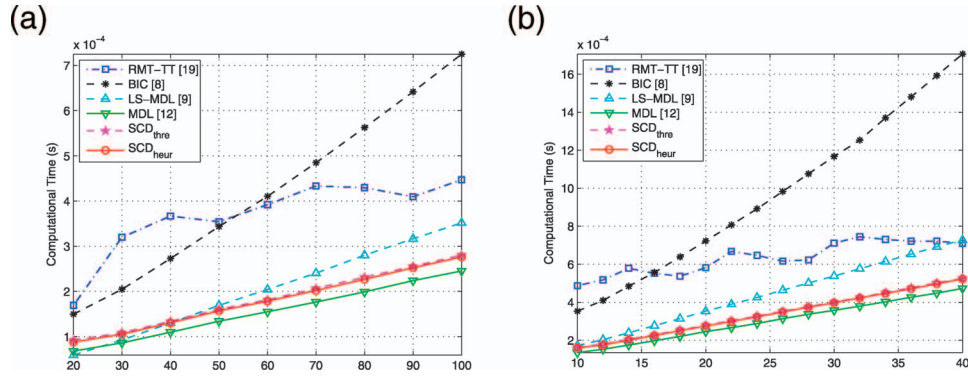 (a)
x 10⁻⁴
7
6
5
4
3
2
1
Computational Time (s)
RMT-TT [19]
BIC [8]
LS-MDL [9]
MDL [12]
SCD_thre
SCD_heur
20 30 40 50 60 70 80 90 100
(b)
x 10⁻⁴
16
14
12
10
8
6
4
2
Computational Time (s)
RMT-TT [19]
BIC [8]
LS-MDL [9]
MDL [12]
SCD_thre
SCD_heur
10 15 20 25 30 35 40